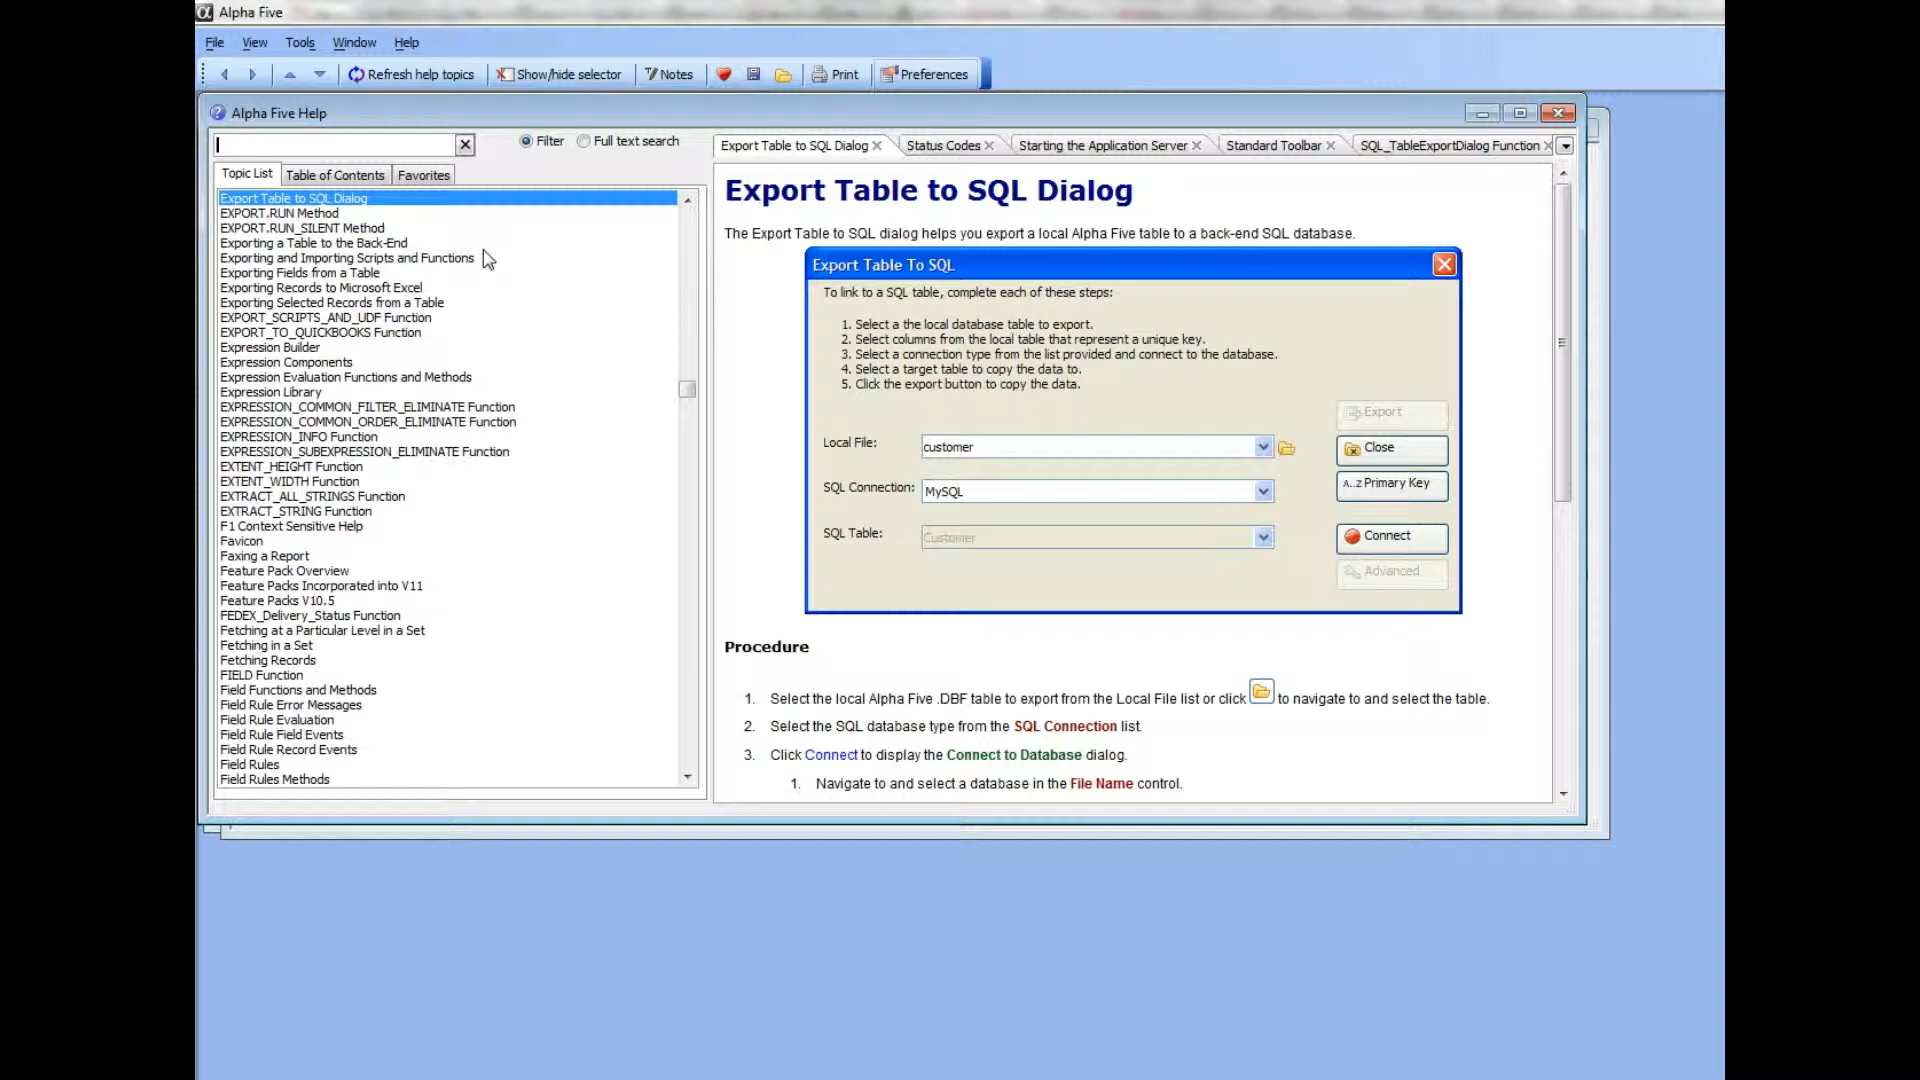 Alpha Five
File View Tools Window Help
Refresh help topics Show/hide selector Notes Print Preferences
Alpha Five Help
Filter Full text search
Topic List Table of Contents Favorites
Export Table to SQL Dialog
EXPORT.RUN Method
EXPORT.RUN_SILENT Method
Exporting a Table to the Back-End
Exporting and Importing Scripts and Functions
Exporting Fields from a Table
Exporting Records to Microsoft Excel
Exporting Selected Records from a Table
EXPORT_SCRIPTS_AND_UDF Function
EXPORT_TO_QUICKBOOKS Function
Expression Builder
Expression Components
Expression Evaluation Functions and Methods
Expression Library
EXPRESSION_COMMON_FILTER_ELIMINATE Function
EXPRESSION_COMMON_ORDER_ELIMINATE Function
EXPRESSION_INFO Function
EXPRESSION_SUBEXPRESSION_ELIMINATE Function
EXTENT_HEIGHT Function
EXTENT_WIDTH Function
EXTRACT_ALL_STRINGS Function
EXTRACT_STRING Function
F1 Context Sensitive Help
Favicon
Faxing a Report
Feature Pack Overview
Feature Packs Incorporated into V11
Feature Packs V10.5
FEDEX_Delivery_Status Function
Fetching at a Particular Level in a Set
Fetching in a Set
Fetching Records
FIELD Function
Field Functions and Methods
Field Rule Error Messages
Field Rule Evaluation
Field Rule Field Events
Field Rule Record Events
Field Rules
Field Rules Methods
Export Table to SQL Dialog Status Codes Starting the Application Server Standard Toolbar SQL_TableExportDialog Function
Export Table to SQL Dialog
The Export Table to SQL dialog helps you export a local Alpha Five table to a back-end SQL database.
Export Table To SQL
To link to a SQL table, complete each of these steps:
1. Select a the local database table to export.
2. Select columns from the local table that represent a unique key.
3. Select a connection type from the list provided and connect to the database.
4. Select a target table to copy the data to.
5. Click the export button to copy the data.
Export
Local File: customer Close
A..Z Primary Key
SQL Connection: MySQL
SQL Table: Customer Connect
Advanced
Procedure
1. Select the local Alpha Five .DBF table to export from the Local File list or click to navigate to and select the table.
2. Select the SQL database type from the SQL Connection list.
3. Click Connect to display the Connect to Database dialog.
1. Navigate to and select a database in the File Name control.